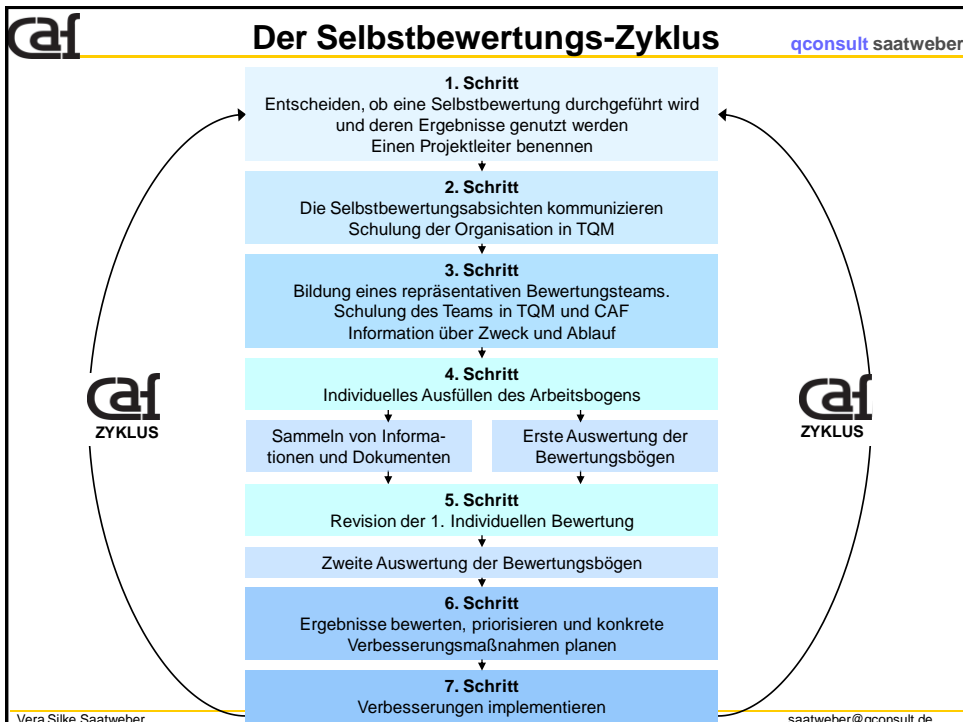 caf
Der Selbstbewertungs-Zyklus
qconsult saatweber
1. Schritt
Entscheiden, ob eine Selbstbewertung durchgeführt wird
und deren Ergebnisse genutzt werden
Einen Projektleiter benennen
2. Schritt
Die Selbstbewertungsabsichten kommunizieren
Schulung der Organisation in TQM
3. Schritt
Bildung eines repräsentativen Bewertungsteams.
Schulung des Teams in TQM und CAF
Information über Zweck und Ablauf
caf
ZYKLUS
4. Schritt
Individuelles Ausfüllen des Arbeitsbogens
Sammeln von Informa-
tionen und Dokumenten
Erste Auswertung der
Bewertungsbögen
caf
ZYKLUS
5. Schritt
Revision der 1. Individuellen Bewertung
Zweite Auswertung der Bewertungsbögen
6. Schritt
Ergebnisse bewerten, priorisieren und konkrete
Verbesserungsmaßnahmen planen
7. Schritt
Verbesserungen implementieren
Vera Silke Saatweber
saatweber@qconsult.de